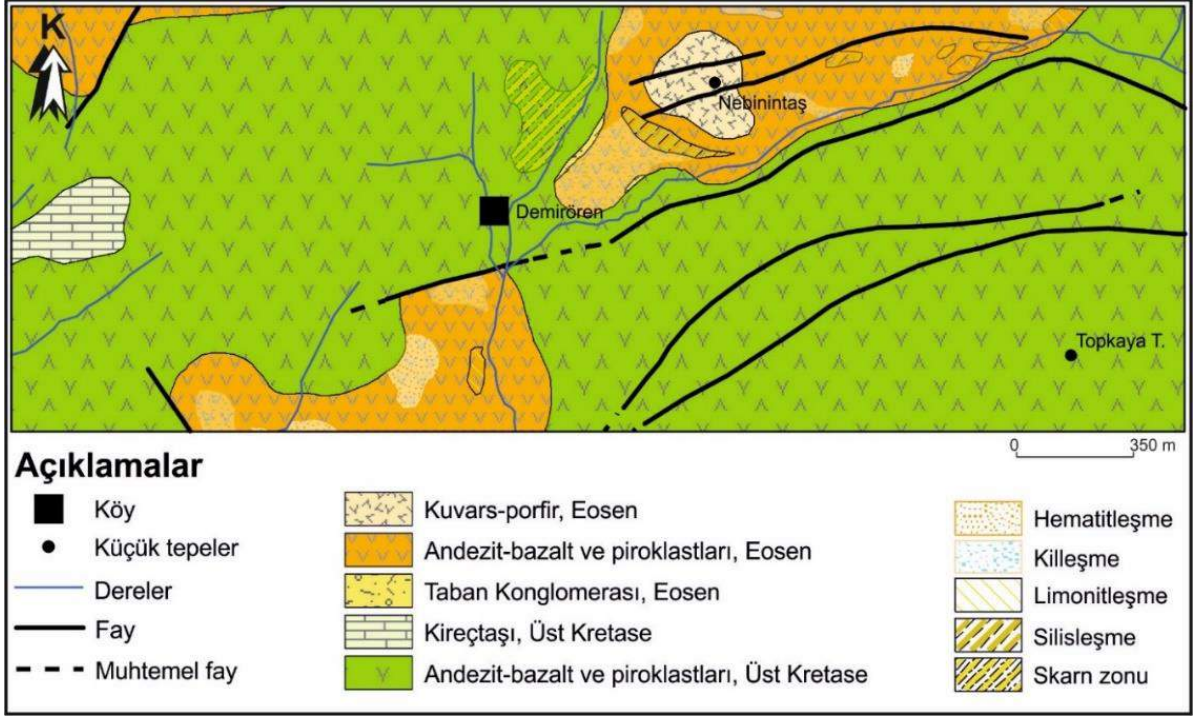 K
Nebinintaş
Demirören
Topkaya T.
0 350 m
Açıklamalar
Köy
Küçük tepeler
Dereler
Fay
Muhtemel fay
Kuvars-porfir, Eosen
Andezit-bazalt ve piroklastları, Eosen
Taban Konglomerası, Eosen
Kireçtaşı, Üst Kretase
Andezit-bazalt ve piroklastları, Üst Kretase
Hematitleşme
Killeşme
Limonitleşme
Silisleşme
Skarn zonu